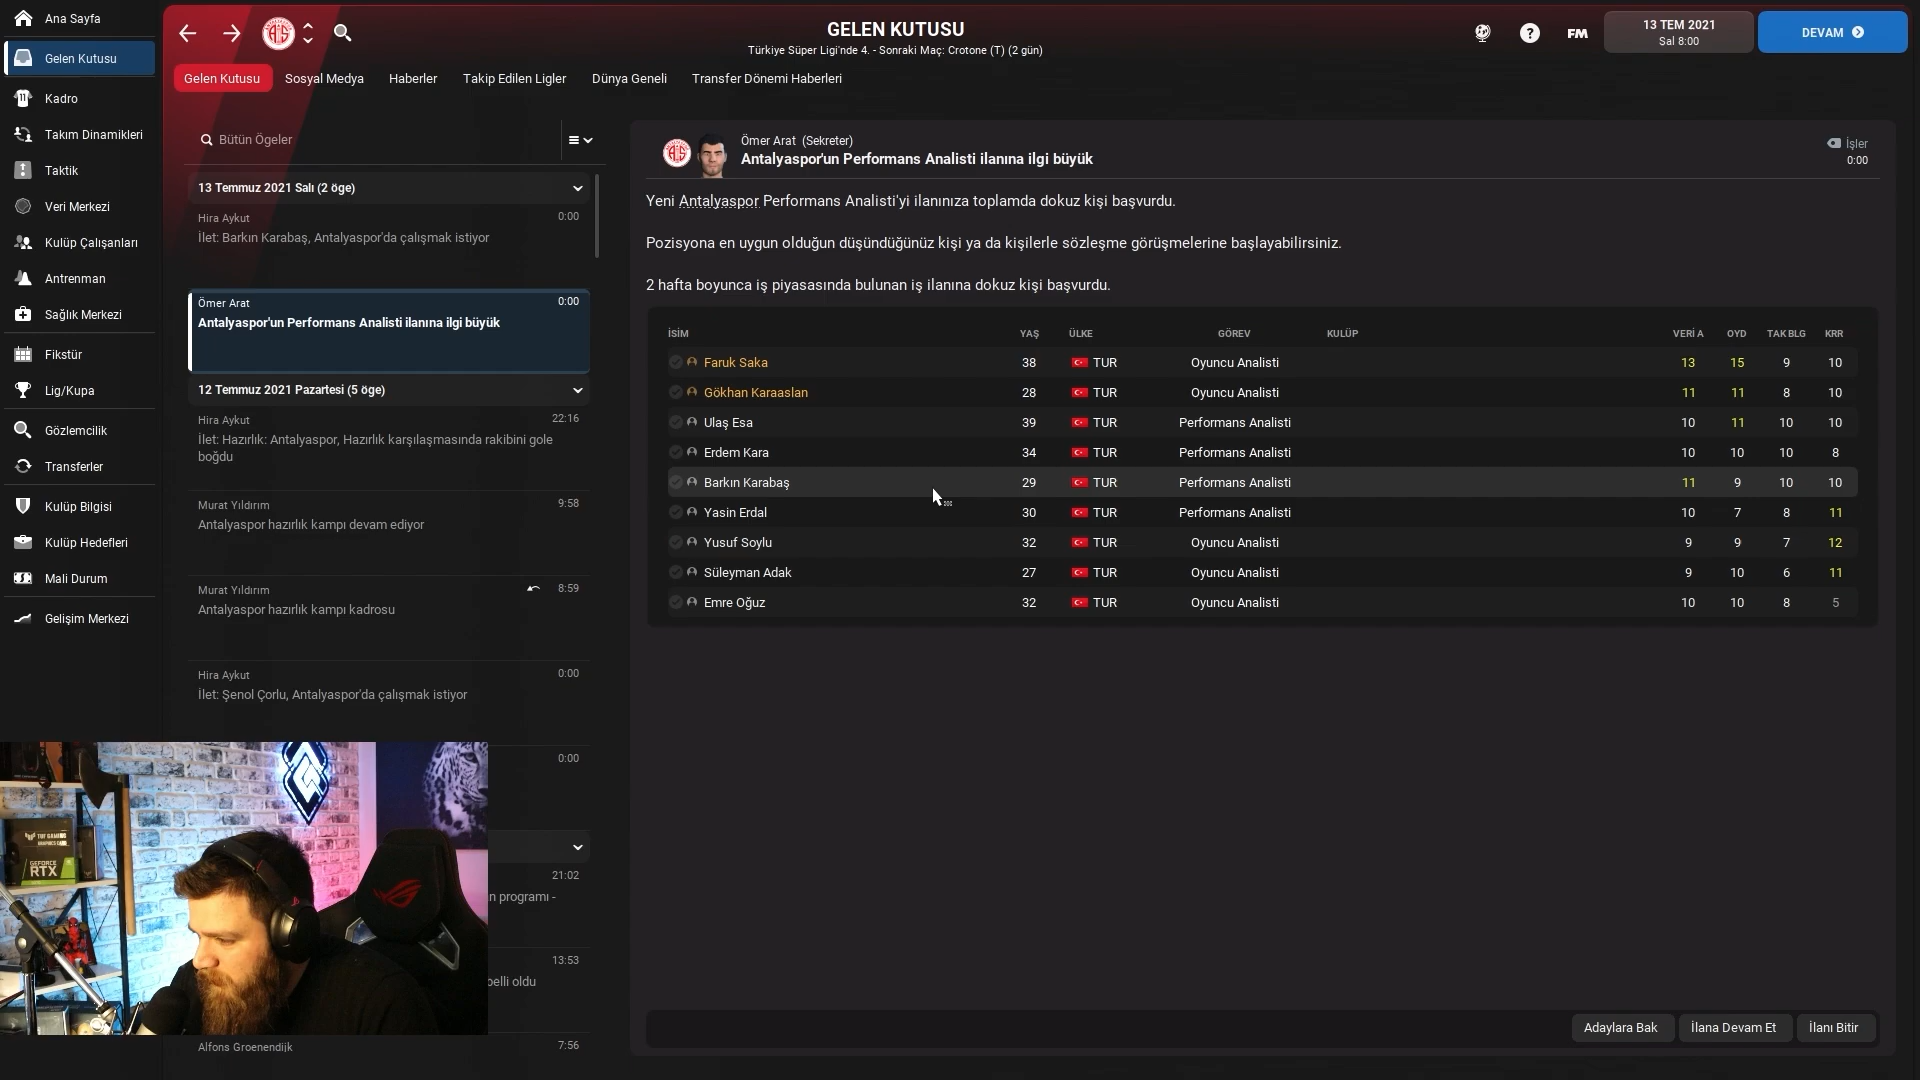 Ana Sayfa
Gelen Kutusu
Kadro
Takım Dinamikleri
Taktik
Veri Merkezi
Kulüp Çalışanları
Antrenman
Sağlık Merkezi
Fikstür
Lig/Kupa
Gözlemcilik
Transferler
Kulüp Bilgisi
Kulüp Hedefleri
Mali Durum
Gelişim Merkezi
GELEN KUTUSU
Türkiye Süper Ligi'nde 4. - Sonraki Maç: Crotone (T) (2 gün)
FM
13 TEM 2021
Sal 8:00
DEVAM
Gelen Kutusu Sosyal Medya Haberler Takip Edilen Ligler Dünya Geneli Transfer Dönemi Haberleri
Bütün Ögeler
13 Temmuz 2021 Salı (2 öge)
Hira Aykut 0:00
İlet: Barkın Karabaş, Antalyaspor'da çalışmak istiyor
Ömer Arat 0:00
Antalyaspor'un Performans Analisti ilanına ilgi büyük
12 Temmuz 2021 Pazartesi (5 öge)
Hira Aykut 22:16
İlet: Hazırlık: Antalyaspor, Hazırlık karşılaşmasında rakibini gole
boğdu
Murat Yıldırım 9:58
Antalyaspor hazırlık kampı devam ediyor
Murat Yıldırım 8:59
Antalyaspor hazırlık kampı kadrosu
Hira Aykut 0:00
İlet: Şenol Çorlu, Antalyaspor'da çalışmak istiyor
0:00
21:02
n programı -
13:53
belli oldu
Alfons Groenendijk 7:56
GEFORCE
RTX
Ömer Arat (Sekreter)
Antalyaspor'un Performans Analisti ilanına ilgi büyük
İşler
0:00
Yeni Antalyaspor Performans Analisti'yi ilanınıza toplamda dokuz kişi başvurdu.
Pozisyona en uygun olduğun düşündüğünüz kişi ya da kişilerle sözleşme görüşmelerine başlayabilirsiniz.
2 hafta boyunca iş piyasasında bulunan iş ilanına dokuz kişi başvurdu.
İSİM YAŞ ÜLKE GÖREV KULÜP VERİ A OYD TAK BLG KRR
Faruk Saka 38 TUR Oyuncu Analisti 13 15 9 10
Gökhan Karaaslan 28 TUR Oyuncu Analisti 11 11 8 10
Ulaş Esa 39 TUR Performans Analisti 10 11 10 10
Erdem Kara 34 TUR Performans Analisti 10 10 10 8
Barkın Karabaş 29 TUR Performans Analisti 11 9 10 10
Yasin Erdal 30 TUR Performans Analisti 10 7 8 11
Yusuf Soylu 32 TUR Oyuncu Analisti 9 9 7 12
Süleyman Adak 27 TUR Oyuncu Analisti 9 10 6 11
Emre Oğuz 32 TUR Oyuncu Analisti 10 10 8 5
Adaylara Bak İlana Devam Et İlanı Bitir